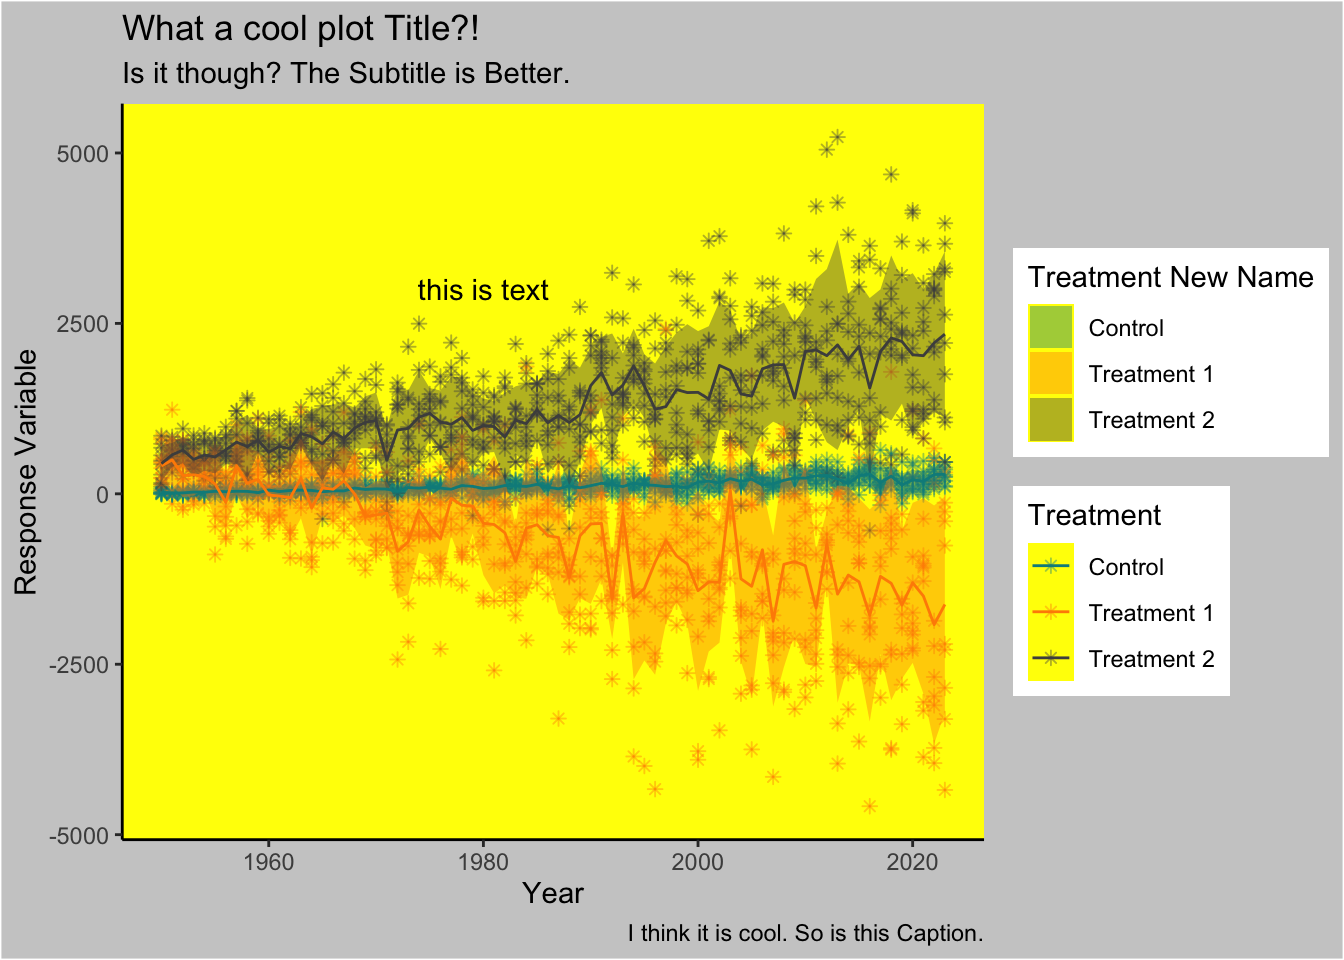 What a cool plot Title?!
Is it though? The Subtitle is Better.
5000
2500
0
-2500
-5000
Response Variable
this is text
1960
1980
2000
2020
Year
I think it is cool. So is this Caption.
Treatment New Name
Control
Treatment 1
Treatment 2
Treatment
Control
Treatment 1
Treatment 2